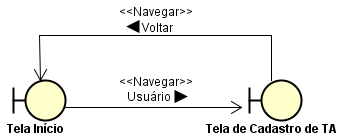 <<Navegar>>
Voltar
<<Navegar>>
Usuário
Tela Início
Tela de Cadastro de TA